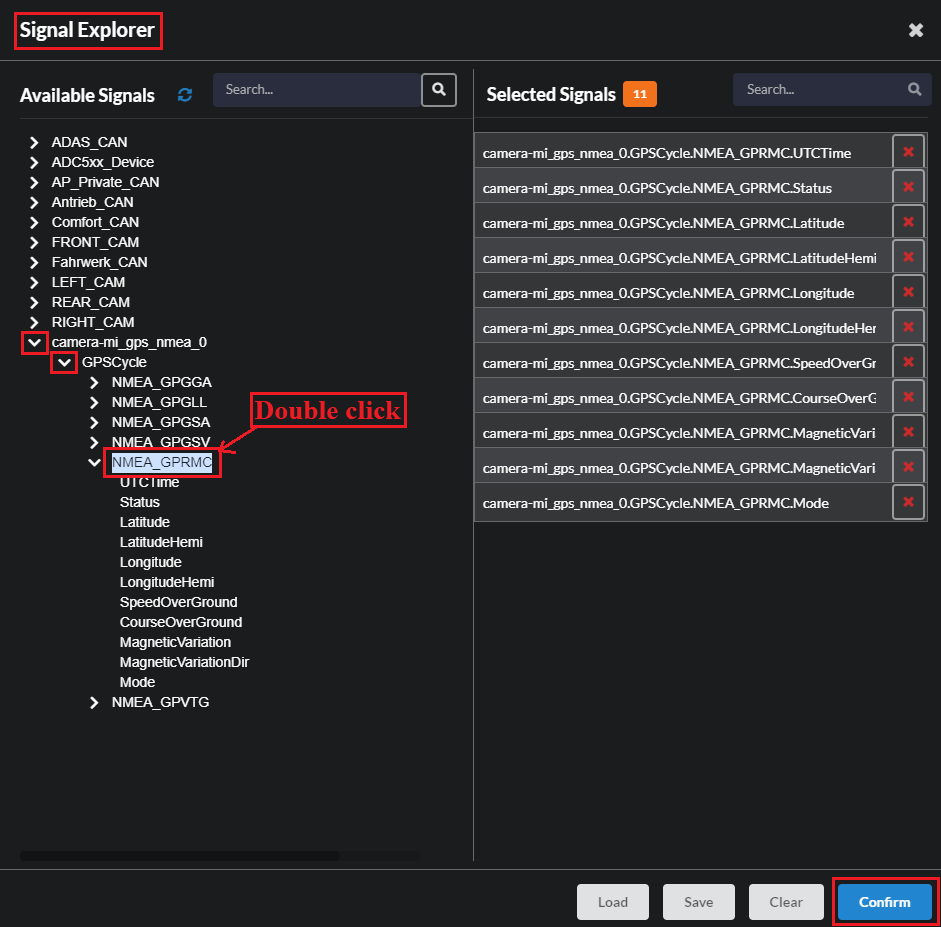 Signal Explorer
Available Signals
Search...
ADAS_CAN
ADC5xx_Device
AP_Private_CAN
Antrieb_CAN
Comfort_CAN
FRONT_CAM
Fahrwerk_CAN
LEFT_CAM
REAR_CAM
RIGHT_CAM
camera-mi_gps_nmea_0
GPSCycle
NMEA_GPGGA
NMEA_GPGLL
NMEA_GPGSA
NMEA_GPGSV
NMEA_GPRMC
UTCTime
Status
Latitude
LatitudeHemi
Longitude
LongitudeHemi
SpeedOverGround
CourseOverGround
MagneticVariation
MagneticVariationDir
Mode
NMEA_GPVTG
Double click
Selected Signals 11
Search...
camera-mi_gps_nmea_0.GPSCycle.NMEA_GPRMC.UTCTime
camera-mi_gps_nmea_0.GPSCycle.NMEA_GPRMC.Status
camera-mi_gps_nmea_0.GPSCycle.NMEA_GPRMC.Latitude
camera-mi_gps_nmea_0.GPSCycle.NMEA_GPRMC.LatitudeHemi
camera-mi_gps_nmea_0.GPSCycle.NMEA_GPRMC.Longitude
camera-mi_gps_nmea_0.GPSCycle.NMEA_GPRMC.LongitudeHer
camera-mi_gps_nmea_0.GPSCycle.NMEA_GPRMC.SpeedOverGr
camera-mi_gps_nmea_0.GPSCycle.NMEA_GPRMC.CourseOverG
camera-mi_gps_nmea_0.GPSCycle.NMEA_GPRMC.MagneticVari
camera-mi_gps_nmea_0.GPSCycle.NMEA_GPRMC.MagneticVari
camera-mi_gps_nmea_0.GPSCycle.NMEA_GPRMC.Mode
Load
Save
Clear
Confirm